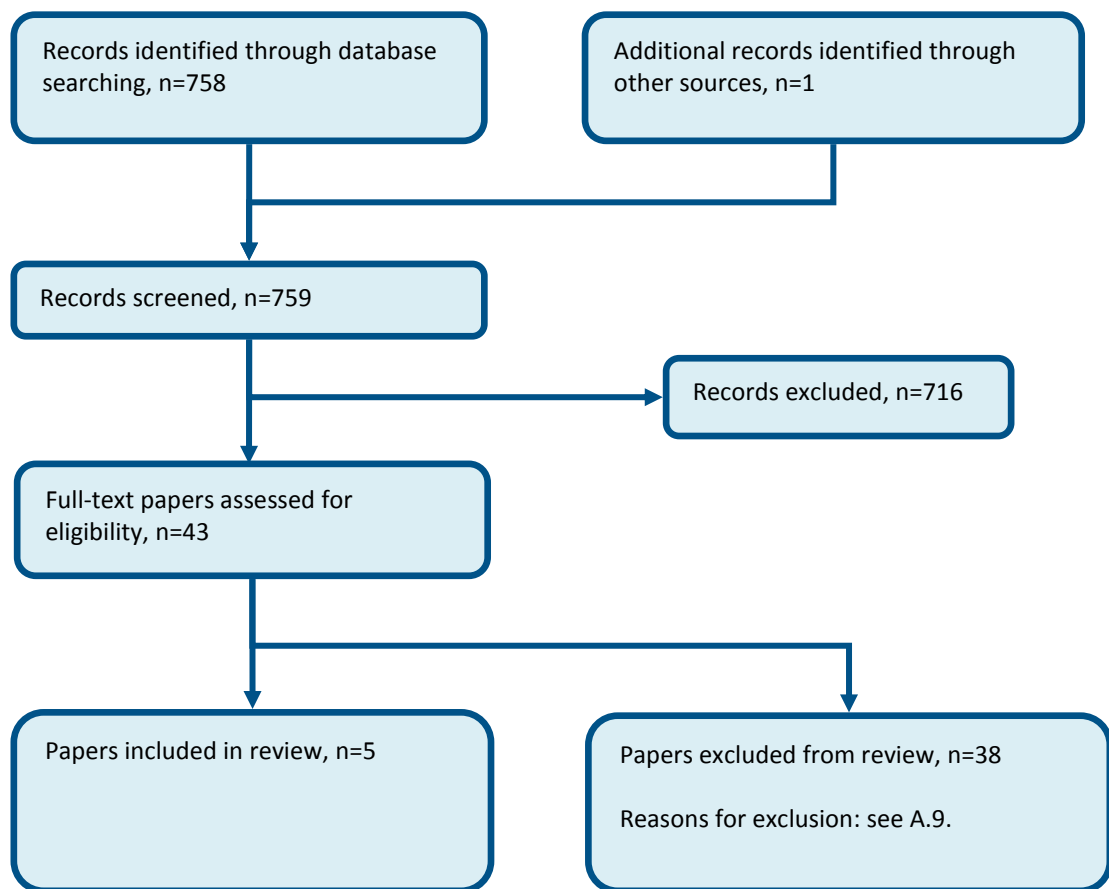 Records identified through database
searching, n=758
Additional records identified through
other sources, n=1
Records screened, n=759
Records excluded, n=716
Full-text papers assessed for
eligibility, n=43
Papers included in review, n=5
Papers excluded from review, n=38
Reasons for exclusion: see A.9.